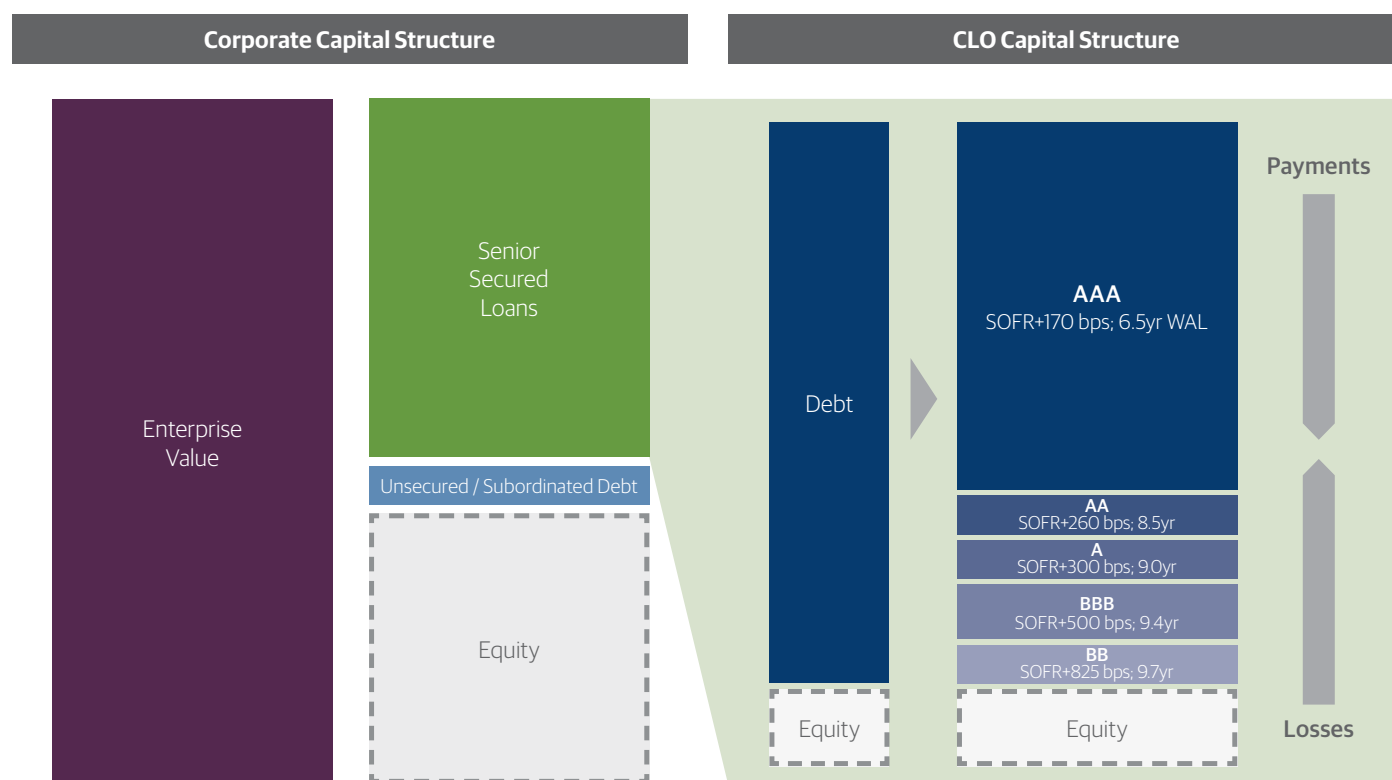 Corporate Capital Structure
CLO Capital Structure
Enterprise
Value
Senior
Secured
Loans
Unsecured / Subordinated Debt
Equity
Debt
Equity
AAA
SOFR+170 bps; 6.5yr WAL
AA
SOFR+260 bps; 8.5yr
A
SOFR+300 bps; 9.0yr
BBB
SOFR+500 bps; 9.4yr
BB
SOFR+825 bps; 9.7yr
Equity
Payments
Losses